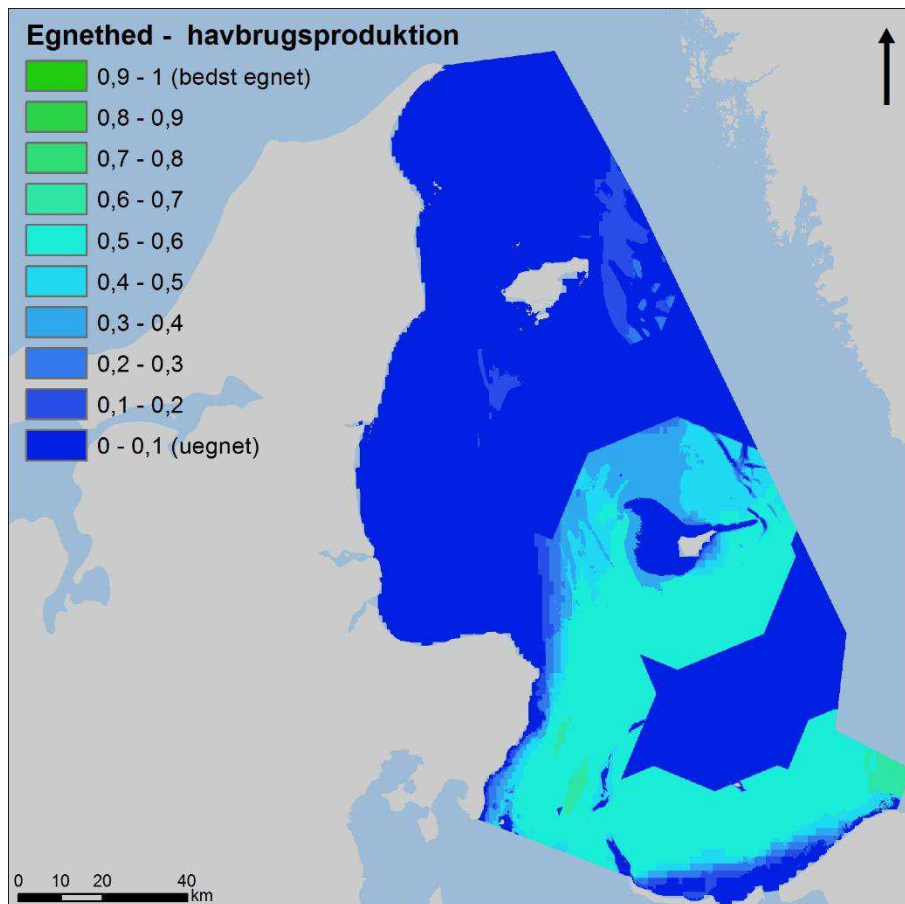 Egnethed - havbrugsproduktion
0,9 - 1 (bedst egnet)
0,8 - 0,9
0,7 - 0,8
0,6 - 0,7
0,5 - 0,6
0,4 - 0,5
0,3 - 0,4
0,2 - 0,3
0,1 - 0,2
0 - 0,1 (uegnet)
0 10 20 40
km